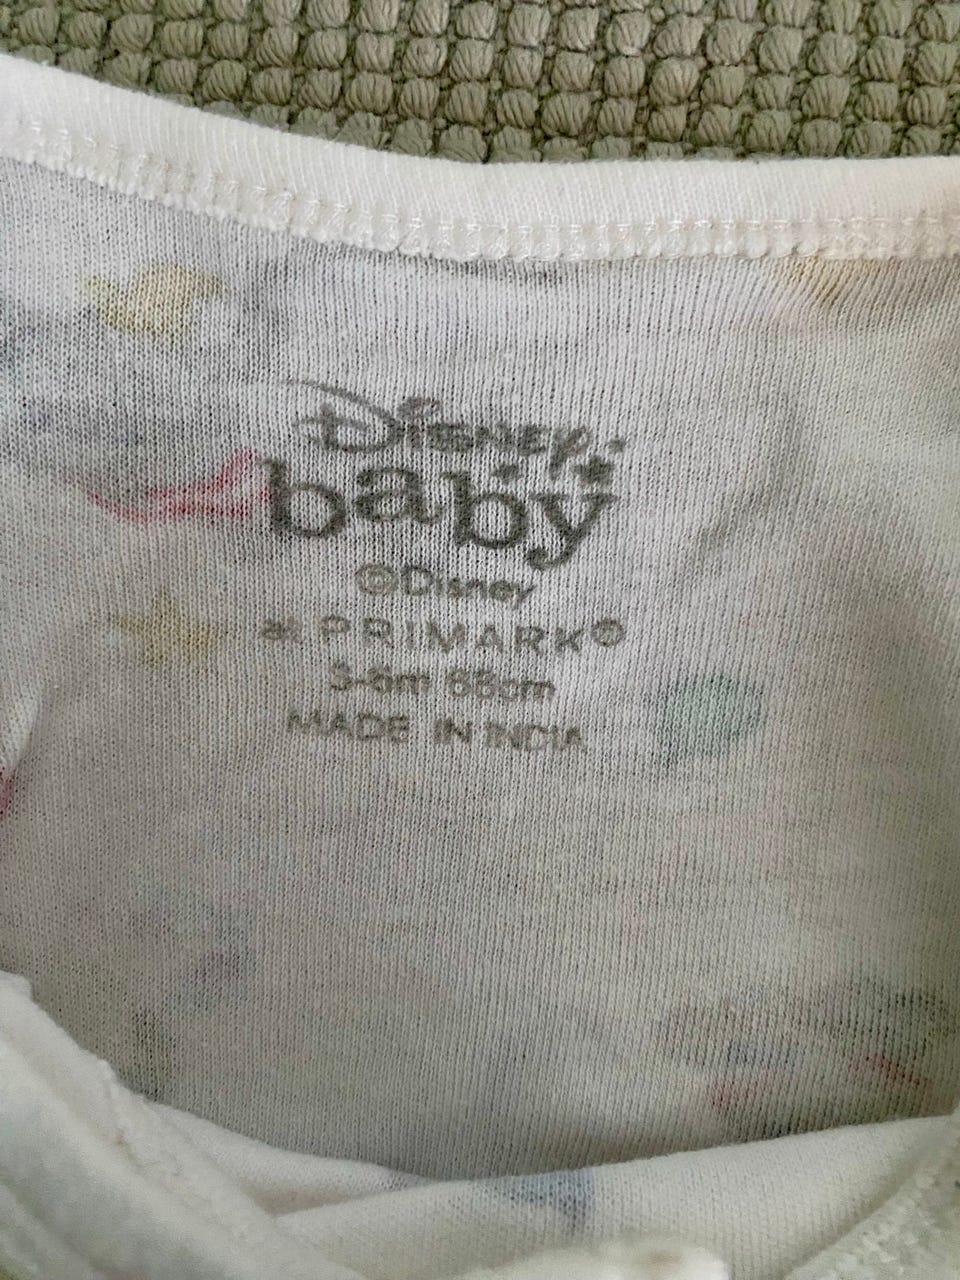 Disney
baby
©Disney
at PRIMARK®
3-6m 68cm
MADE IN INDIA